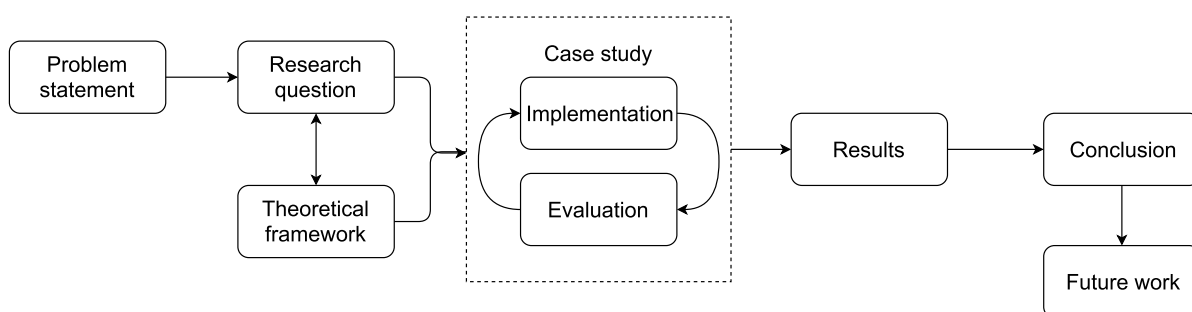 Problem
statement
Research
question
Theoretical
framework
Case study
Implementation
Evaluation
Results
Conclusion
Future work